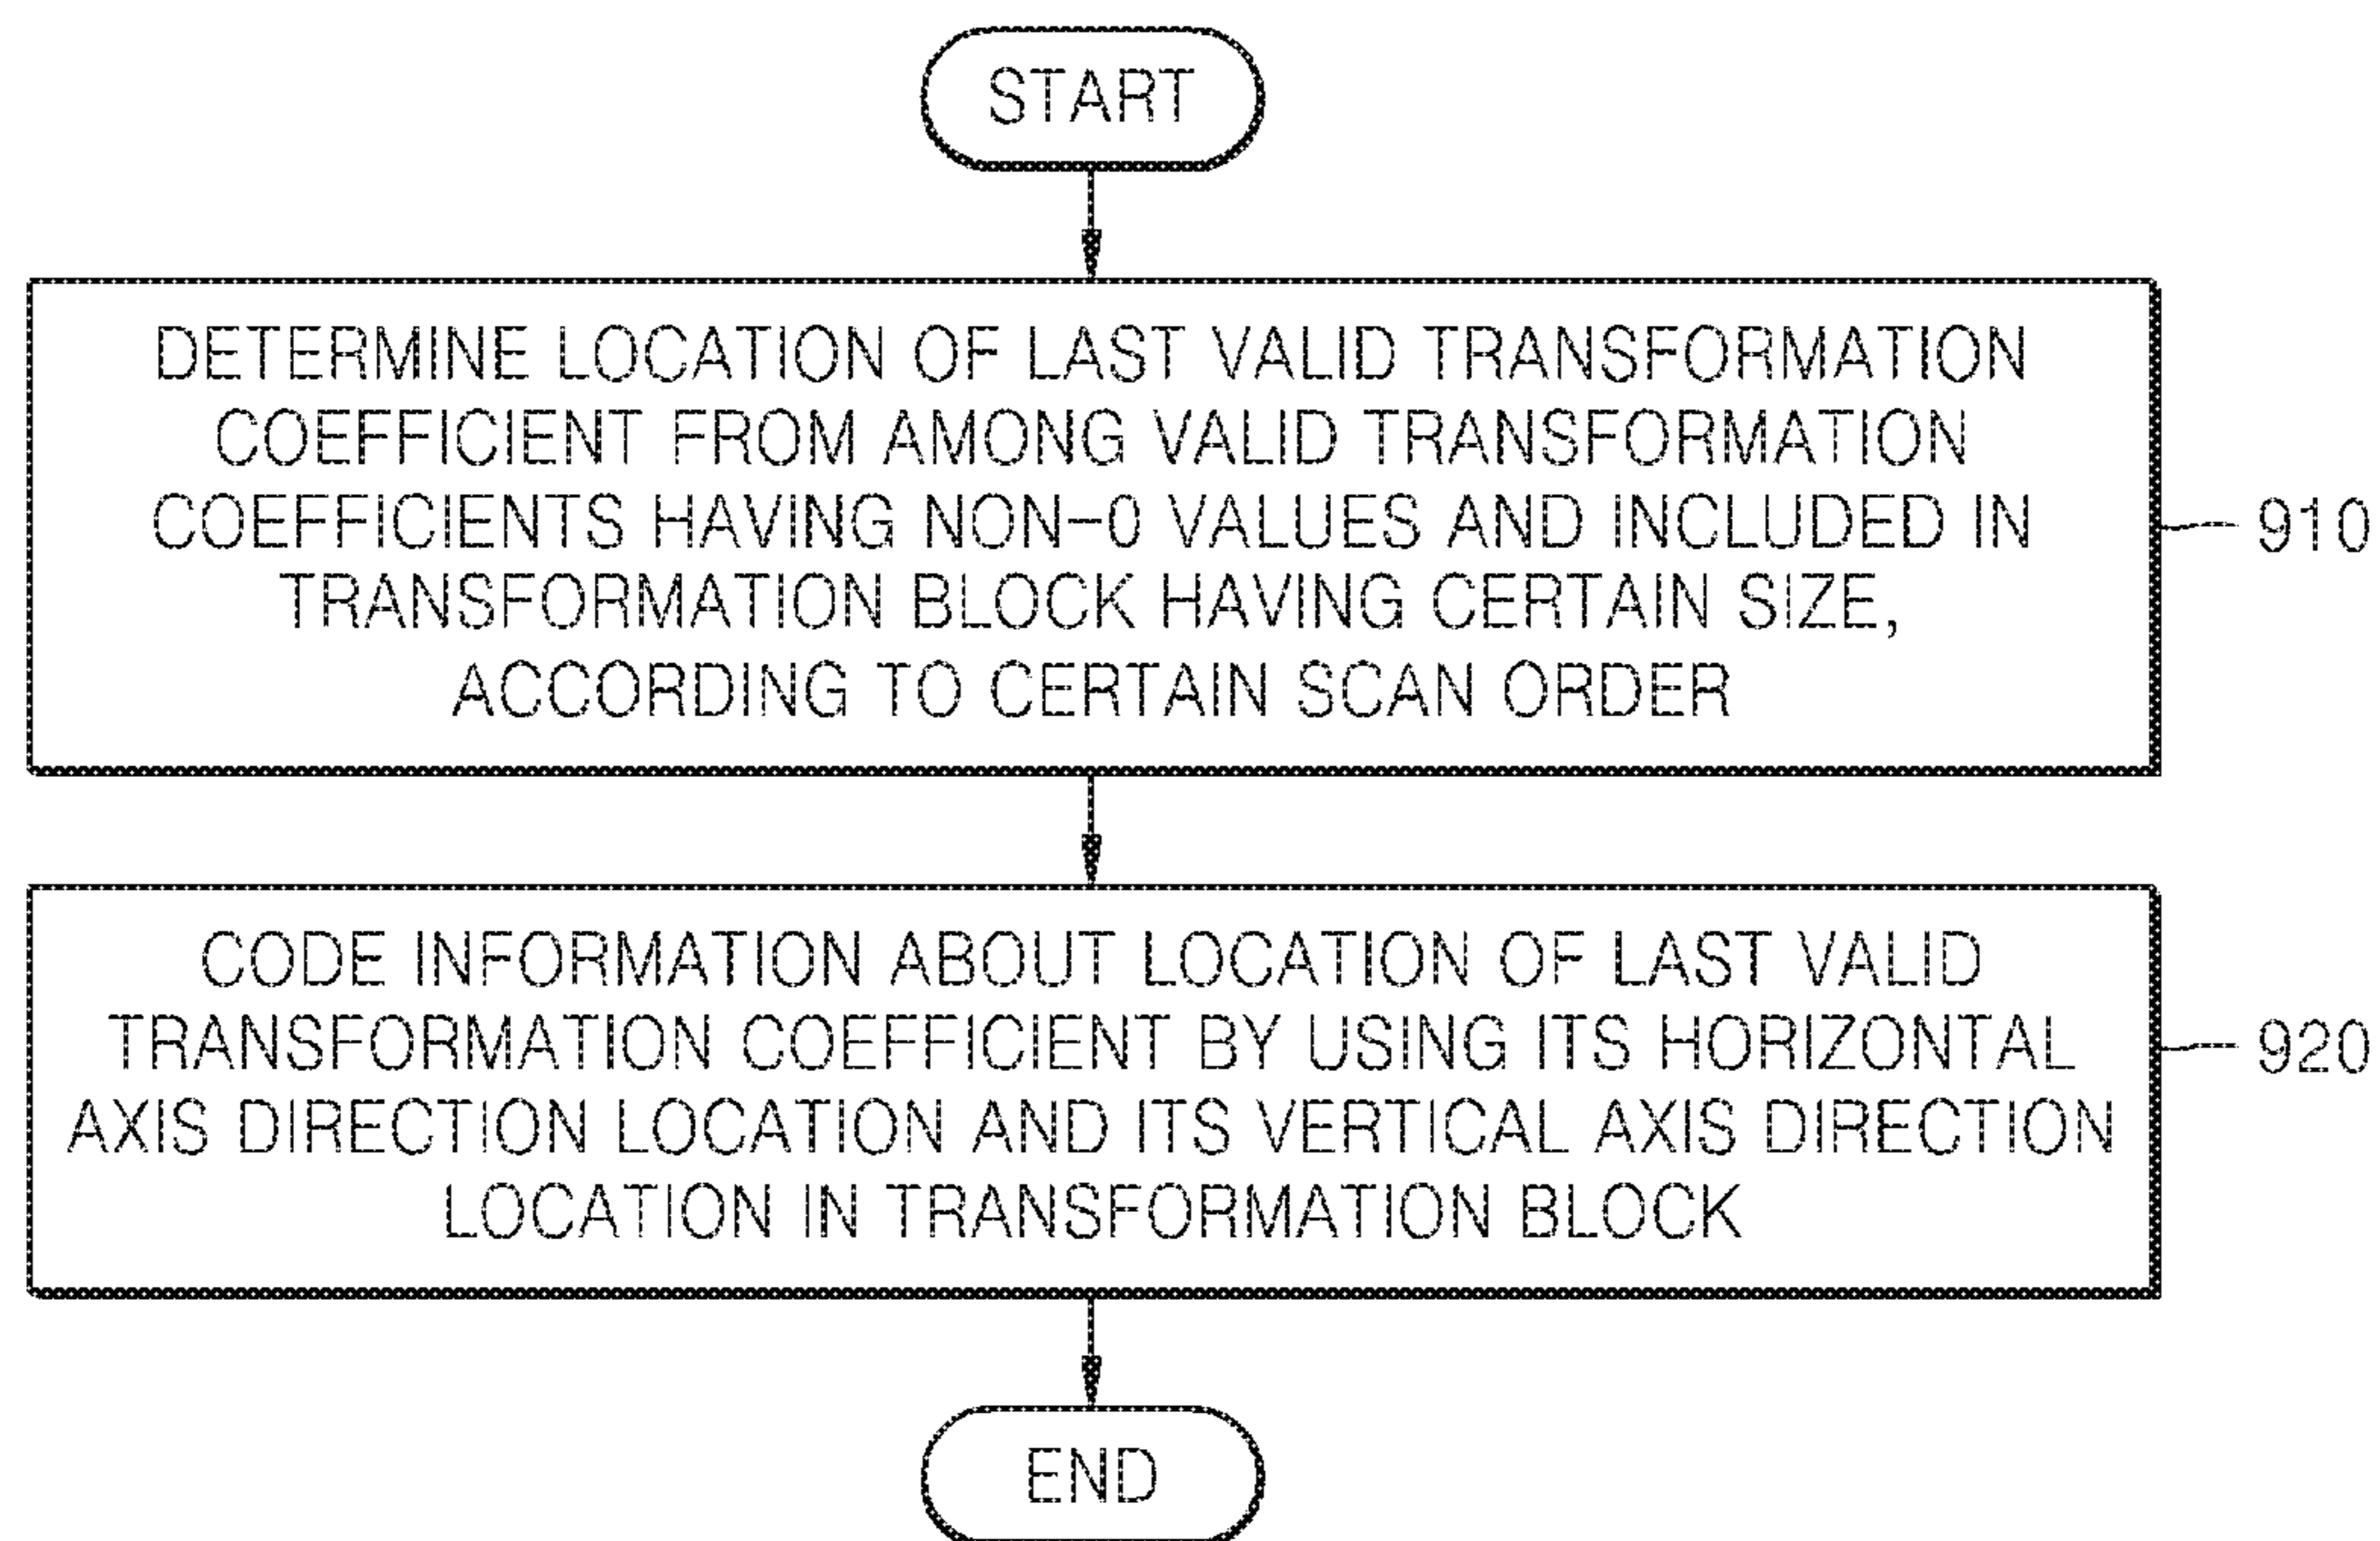 START
DETERMINE LOCATION OF LAST VALID TRANSFORMATION
COEFFICIENT FROM AMONG VALID TRANSFORMATION
COEFFICIENTS HAVING NON-0 VALUES AND INCLUDED IN
TRANSFORMATION BLOCK HAVING CERTAIN SIZE,
ACCORDING TO CERTAIN SCAN ORDER
910
CODE INFORMATION ABOUT LOCATION OF LAST VALID
TRANSFORMATION COEFFICIENT BY USING ITS HORIZONTAL
AXIS DIRECTION LOCATION AND ITS VERTICAL AXIS DIRECTION
LOCATION IN TRANSFORMATION BLOCK
920
END